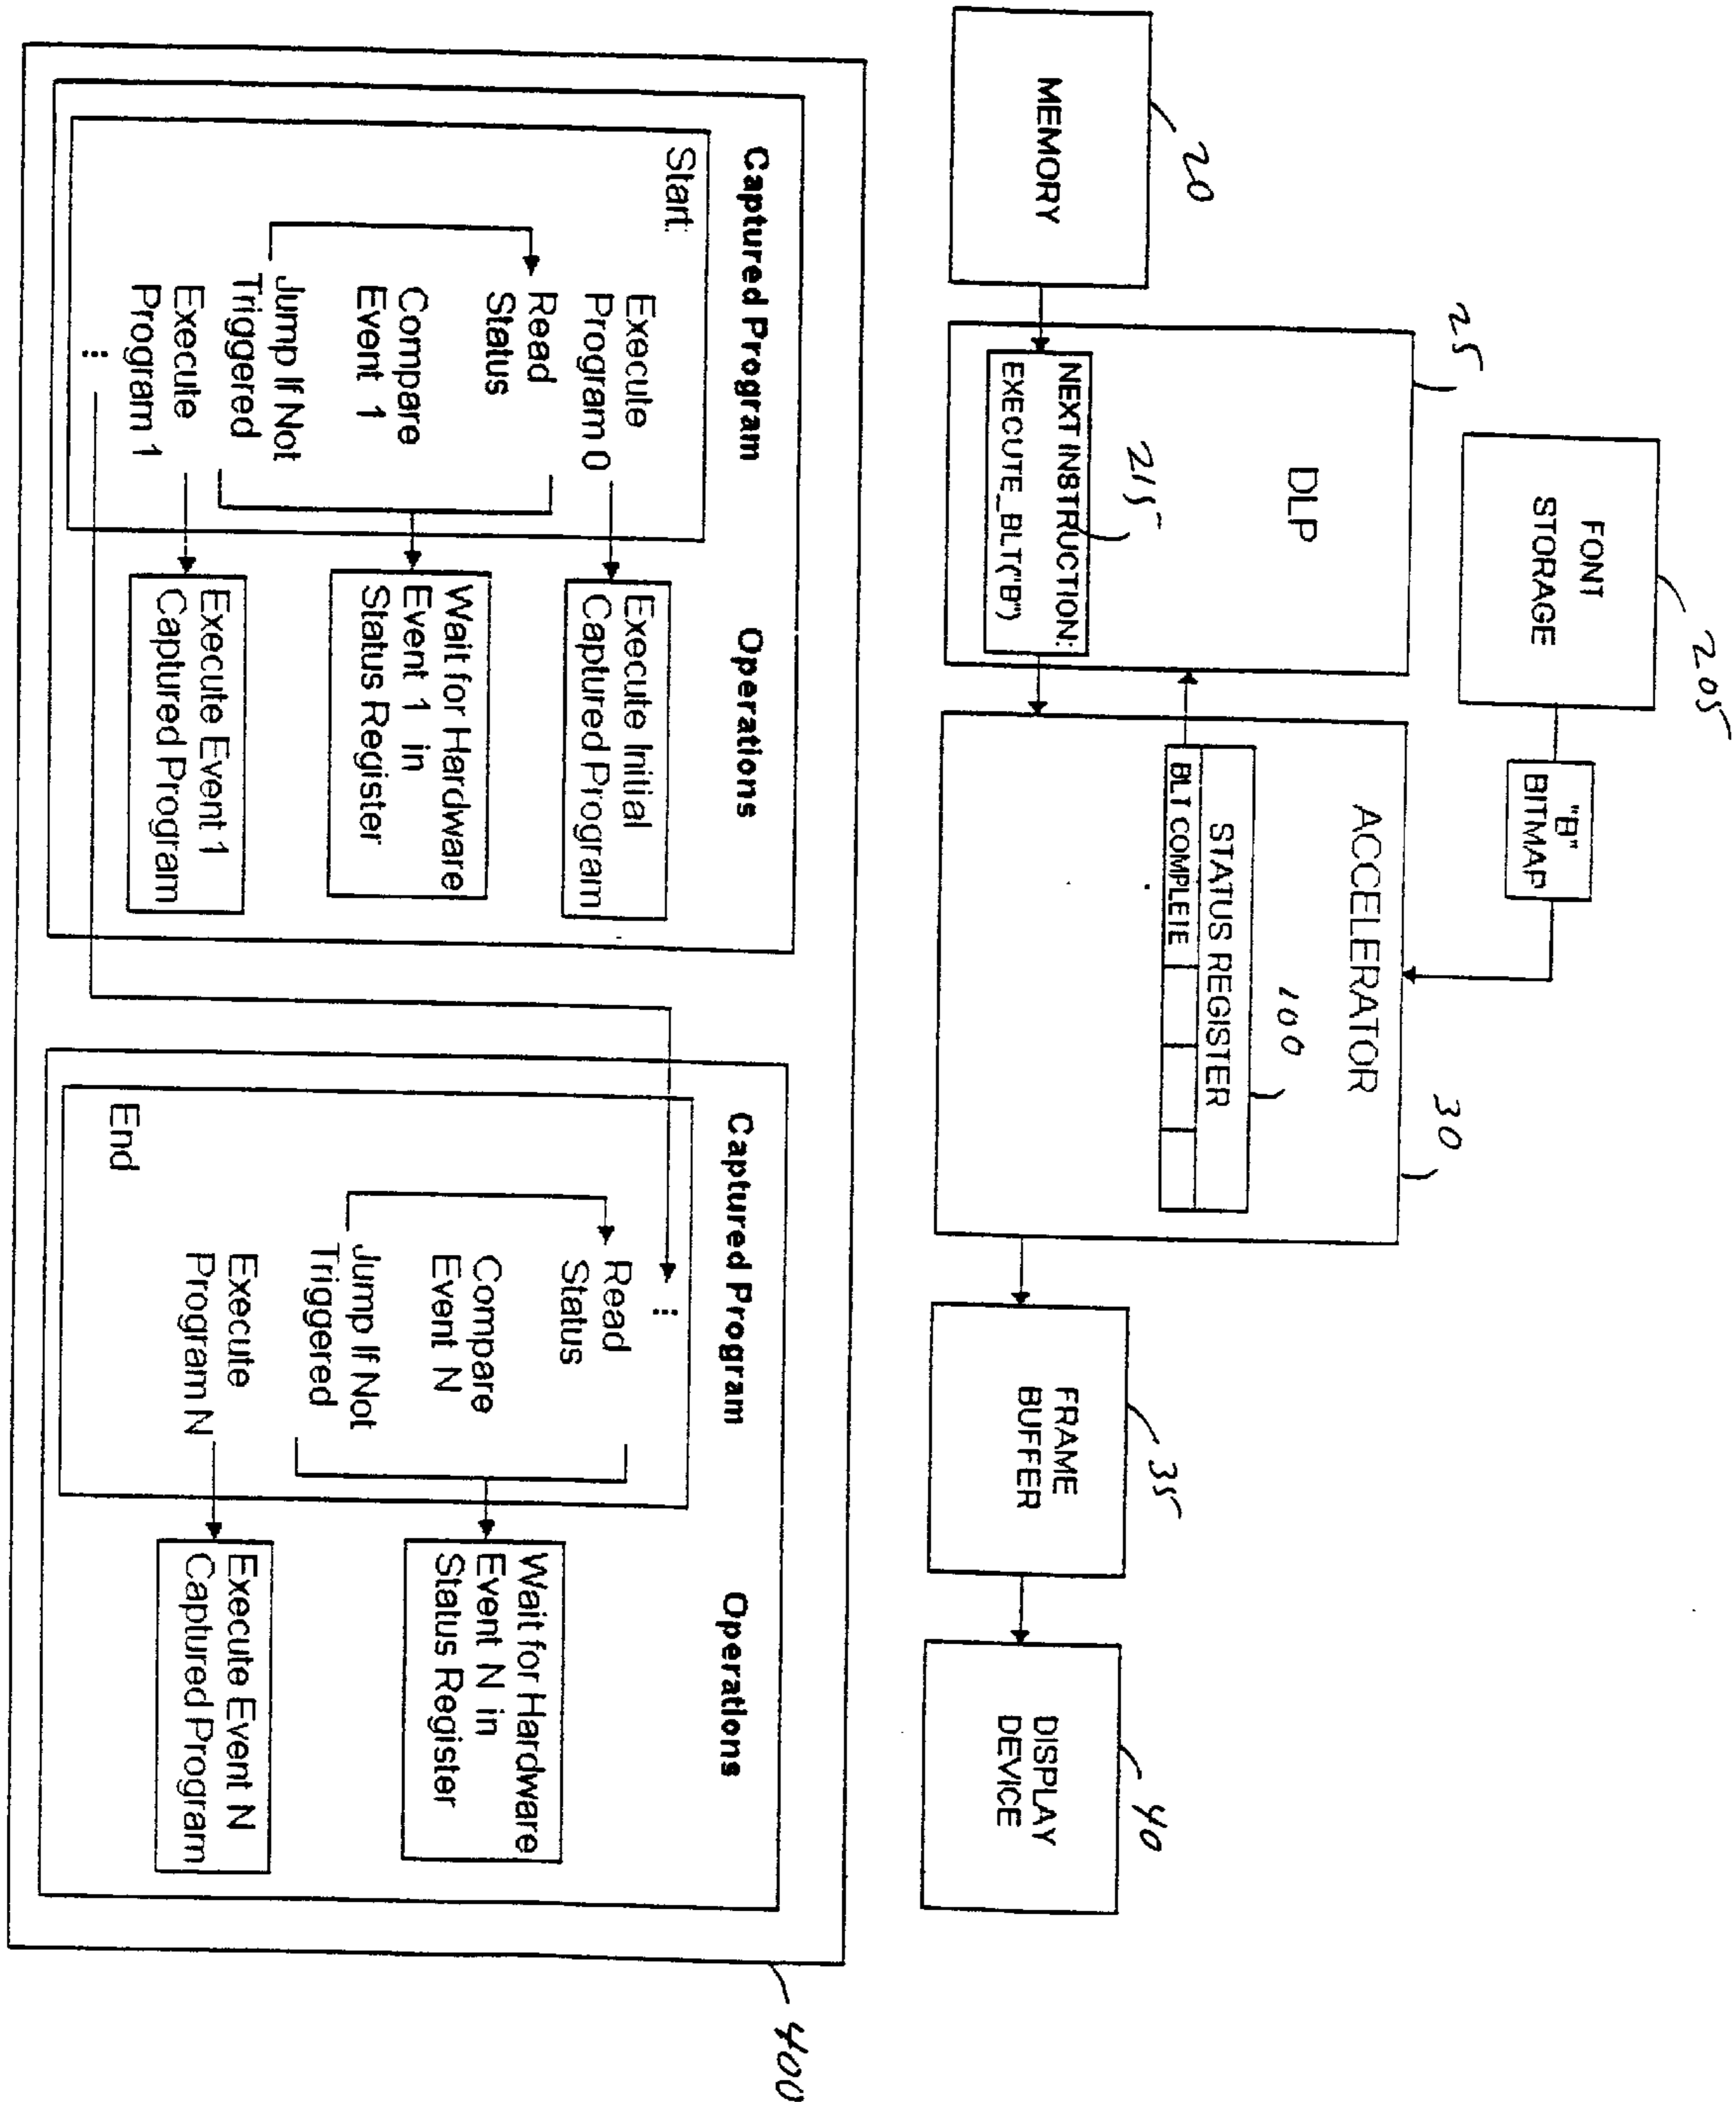 205
FONT
STORAGE
"B"
BITMAP
25
DLP
215
NEXT INSTRUCTION:
EXECUTE_BLT("B")
20
MEMORY
30
ACCELERATOR
100
STATUS REGISTER
BLT COMPLETE
35
FRAME
BUFFER
40
DISPLAY
DEVICE
400
Captured Program
Operations
Start:
Execute
Program 0
Read
Status
Compare
Event 1
Jump If Not
Triggered
Execute
Program 1
⋮
Execute Initial
Captured Program
Wait for Hardware
Event 1 in
Status Register
Execute Event 1
Captured Program
Captured Program
Operations
⋮
Read
Status
Compare
Event N
Jump If Not
Triggered
Execute
Program N
End
Wait for Hardware
Event N in
Status Register
Execute Event N
Captured Program